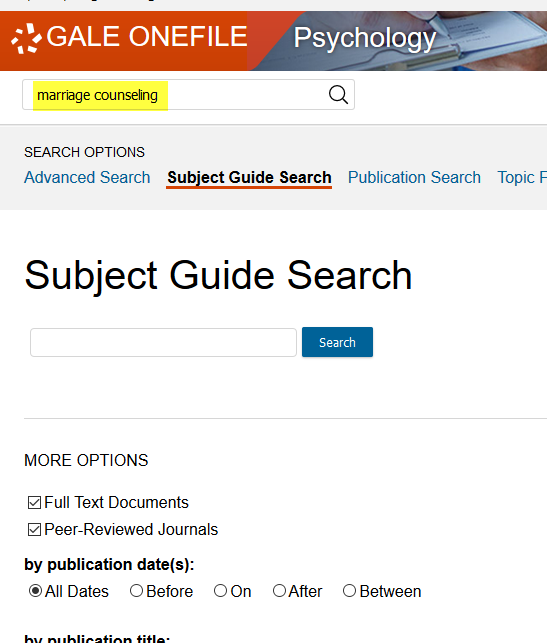 GALE ONEFILE Psychology
marriage counseling
SEARCH OPTIONS
Advanced Search Subject Guide Search Publication Search Topic F
Subject Guide Search
Search
MORE OPTIONS
Full Text Documents
Peer-Reviewed Journals
by publication date(s):
All Dates Before On After Between
by publication title: